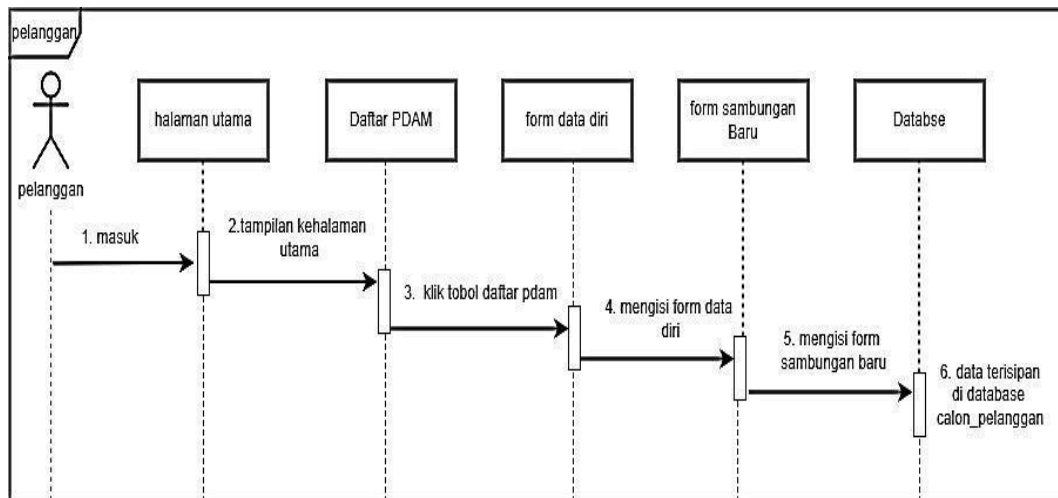 pelanggan
halaman utama
Daftar PDAM
form data diri
form sambungan
Baru
Databse
pelanggan
1. masuk
2.tampilan kehalaman
utama
3. klik tobol daftar pdam
4. mengisi form data
diri
5. mengisi form
sambungan baru
6. data terisipan
di database
calon_pelanggan